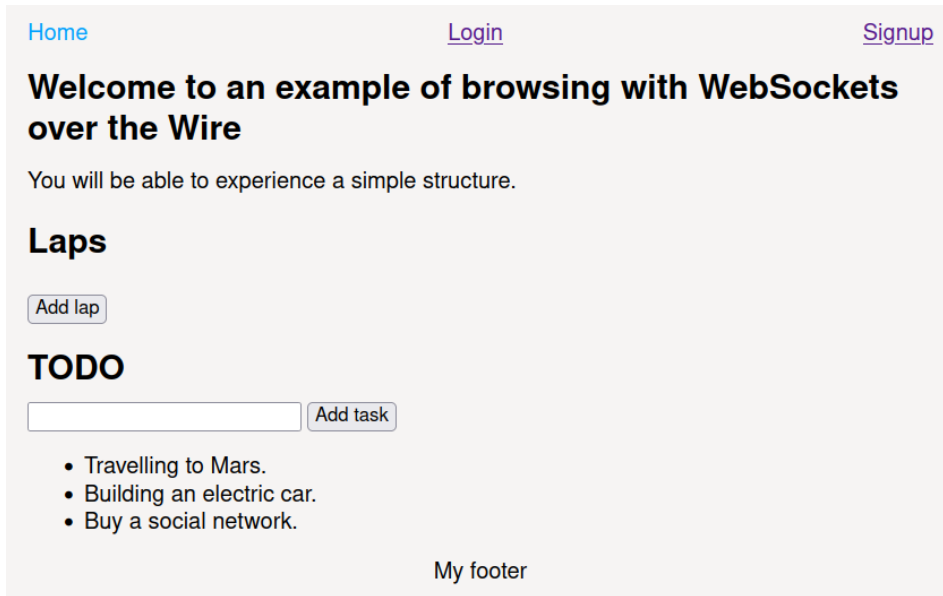 Home Login Signup
Welcome to an example of browsing with WebSockets
over the Wire
You will be able to experience a simple structure.
Laps
Add lap
TODO
Add task
• Travelling to Mars.
• Building an electric car.
• Buy a social network.
My footer